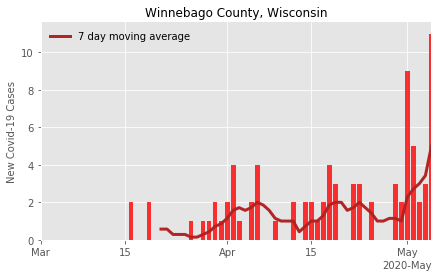 Winnebago County, Wisconsin
7 day moving average
New Covid-19 Cases
10
8
6
4
2
0
Mar
15
Apr
15
May
2020-May